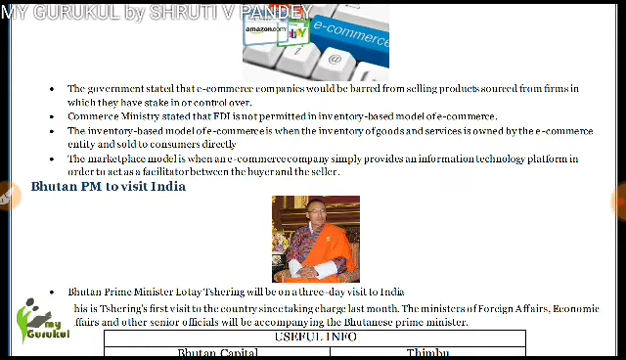 MY GURUKUL by SHRUTI V PANDEY
amazon.com
e-commerce
The government stated that e-commerce companies would be barred from selling products sourced from firms in
which they have stake in or control over.
Commerce Ministry stated that FDI is not permitted in inventory-based model of e-commerce.
The inventory-based model of e-commerce is when the inventory of goods and services is owned by the e-commerce
entity and sold to consumers directly
The marketplace model is when an e-commerce company simply provides an information technology platform in
order to act as a facilitator between the buyer and the seller.
Bhutan PM to visit India
Bhutan Prime Minister Lotay Tshering will be on a three-day visit to India
his is Tshering's first visit to the country since taking charge last month. The ministers of Foreign Affairs, Economic
ffairs and other senior officials will be accompanying the Bhutanese prime minister.
my
Gurukul
USEFUL INFO
Bhutan Capital Thimbu